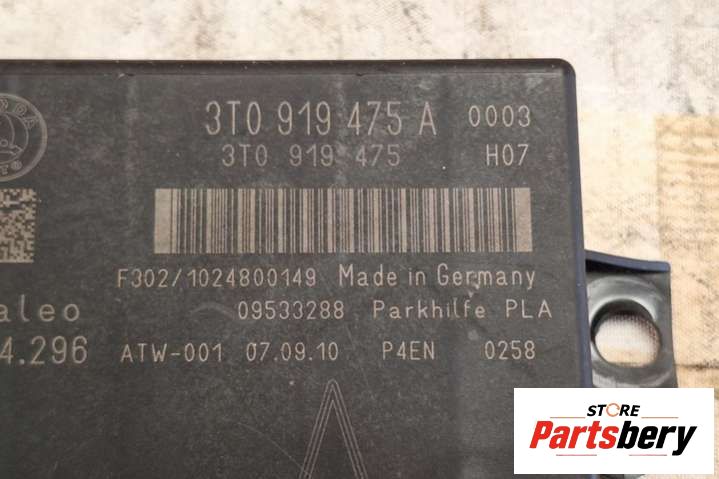 3T0 919 475 A 0003
3T0 919 475 H07
F302/1024800149 Made in Germany
09533288 Parkhilfe PLA
4.296 ATW-001 07.09.10 P4EN 0258
STORE
Partsbery